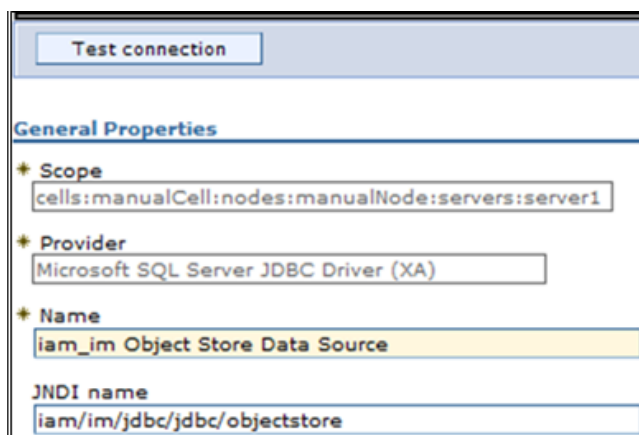 Test connection
General Properties
* Scope
cells:manualCell:nodes:manualNode:servers:server1
* Provider
Microsoft SQL Server JDBC Driver (XA)
* Name
iam_im Object Store Data Source
JNDI name
iam/im/jdbc/jdbc/objectstore